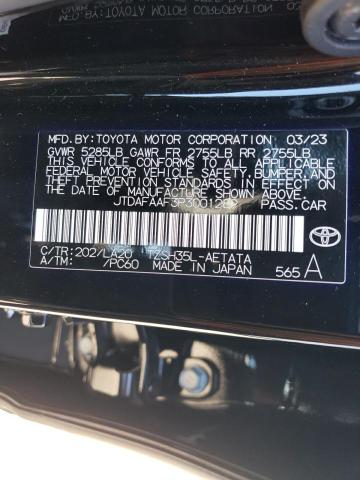 MFD.BY:TOYOTA MOTOR CORPORATION 03/23
GVWR 5285LB GAWR FR 2755LB RR 2755LB
THIS VEHICLE CONFORMS TO ALL APPLICABLE
FEDERAL MOTOR VEHICLE SAFETY, BUMPER, AND
THEFT PREVENTION STANDARDS IN EFFECT ON
THE DATE OF MANUFACTURE SHOWN ABOVE.
PASS.CAR
C/TR:202/LA20 TZSH35L-AETATA
A/TM: /PC60 MADE IN JAPAN 565 A
TOYOTA